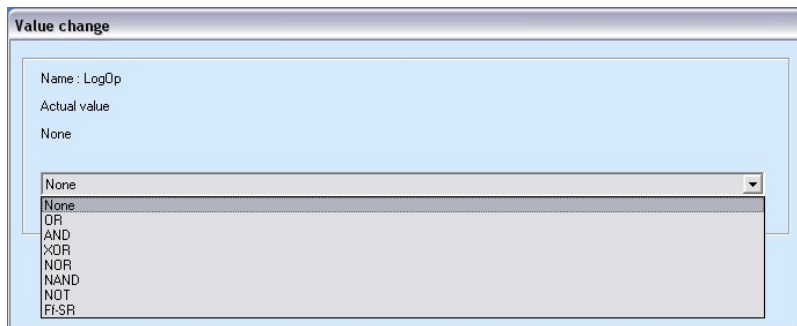 Value change
Name : LogOp
Actual value
None
None
None
OR
AND
XOR
NOR
NAND
NOT
Ff-SR